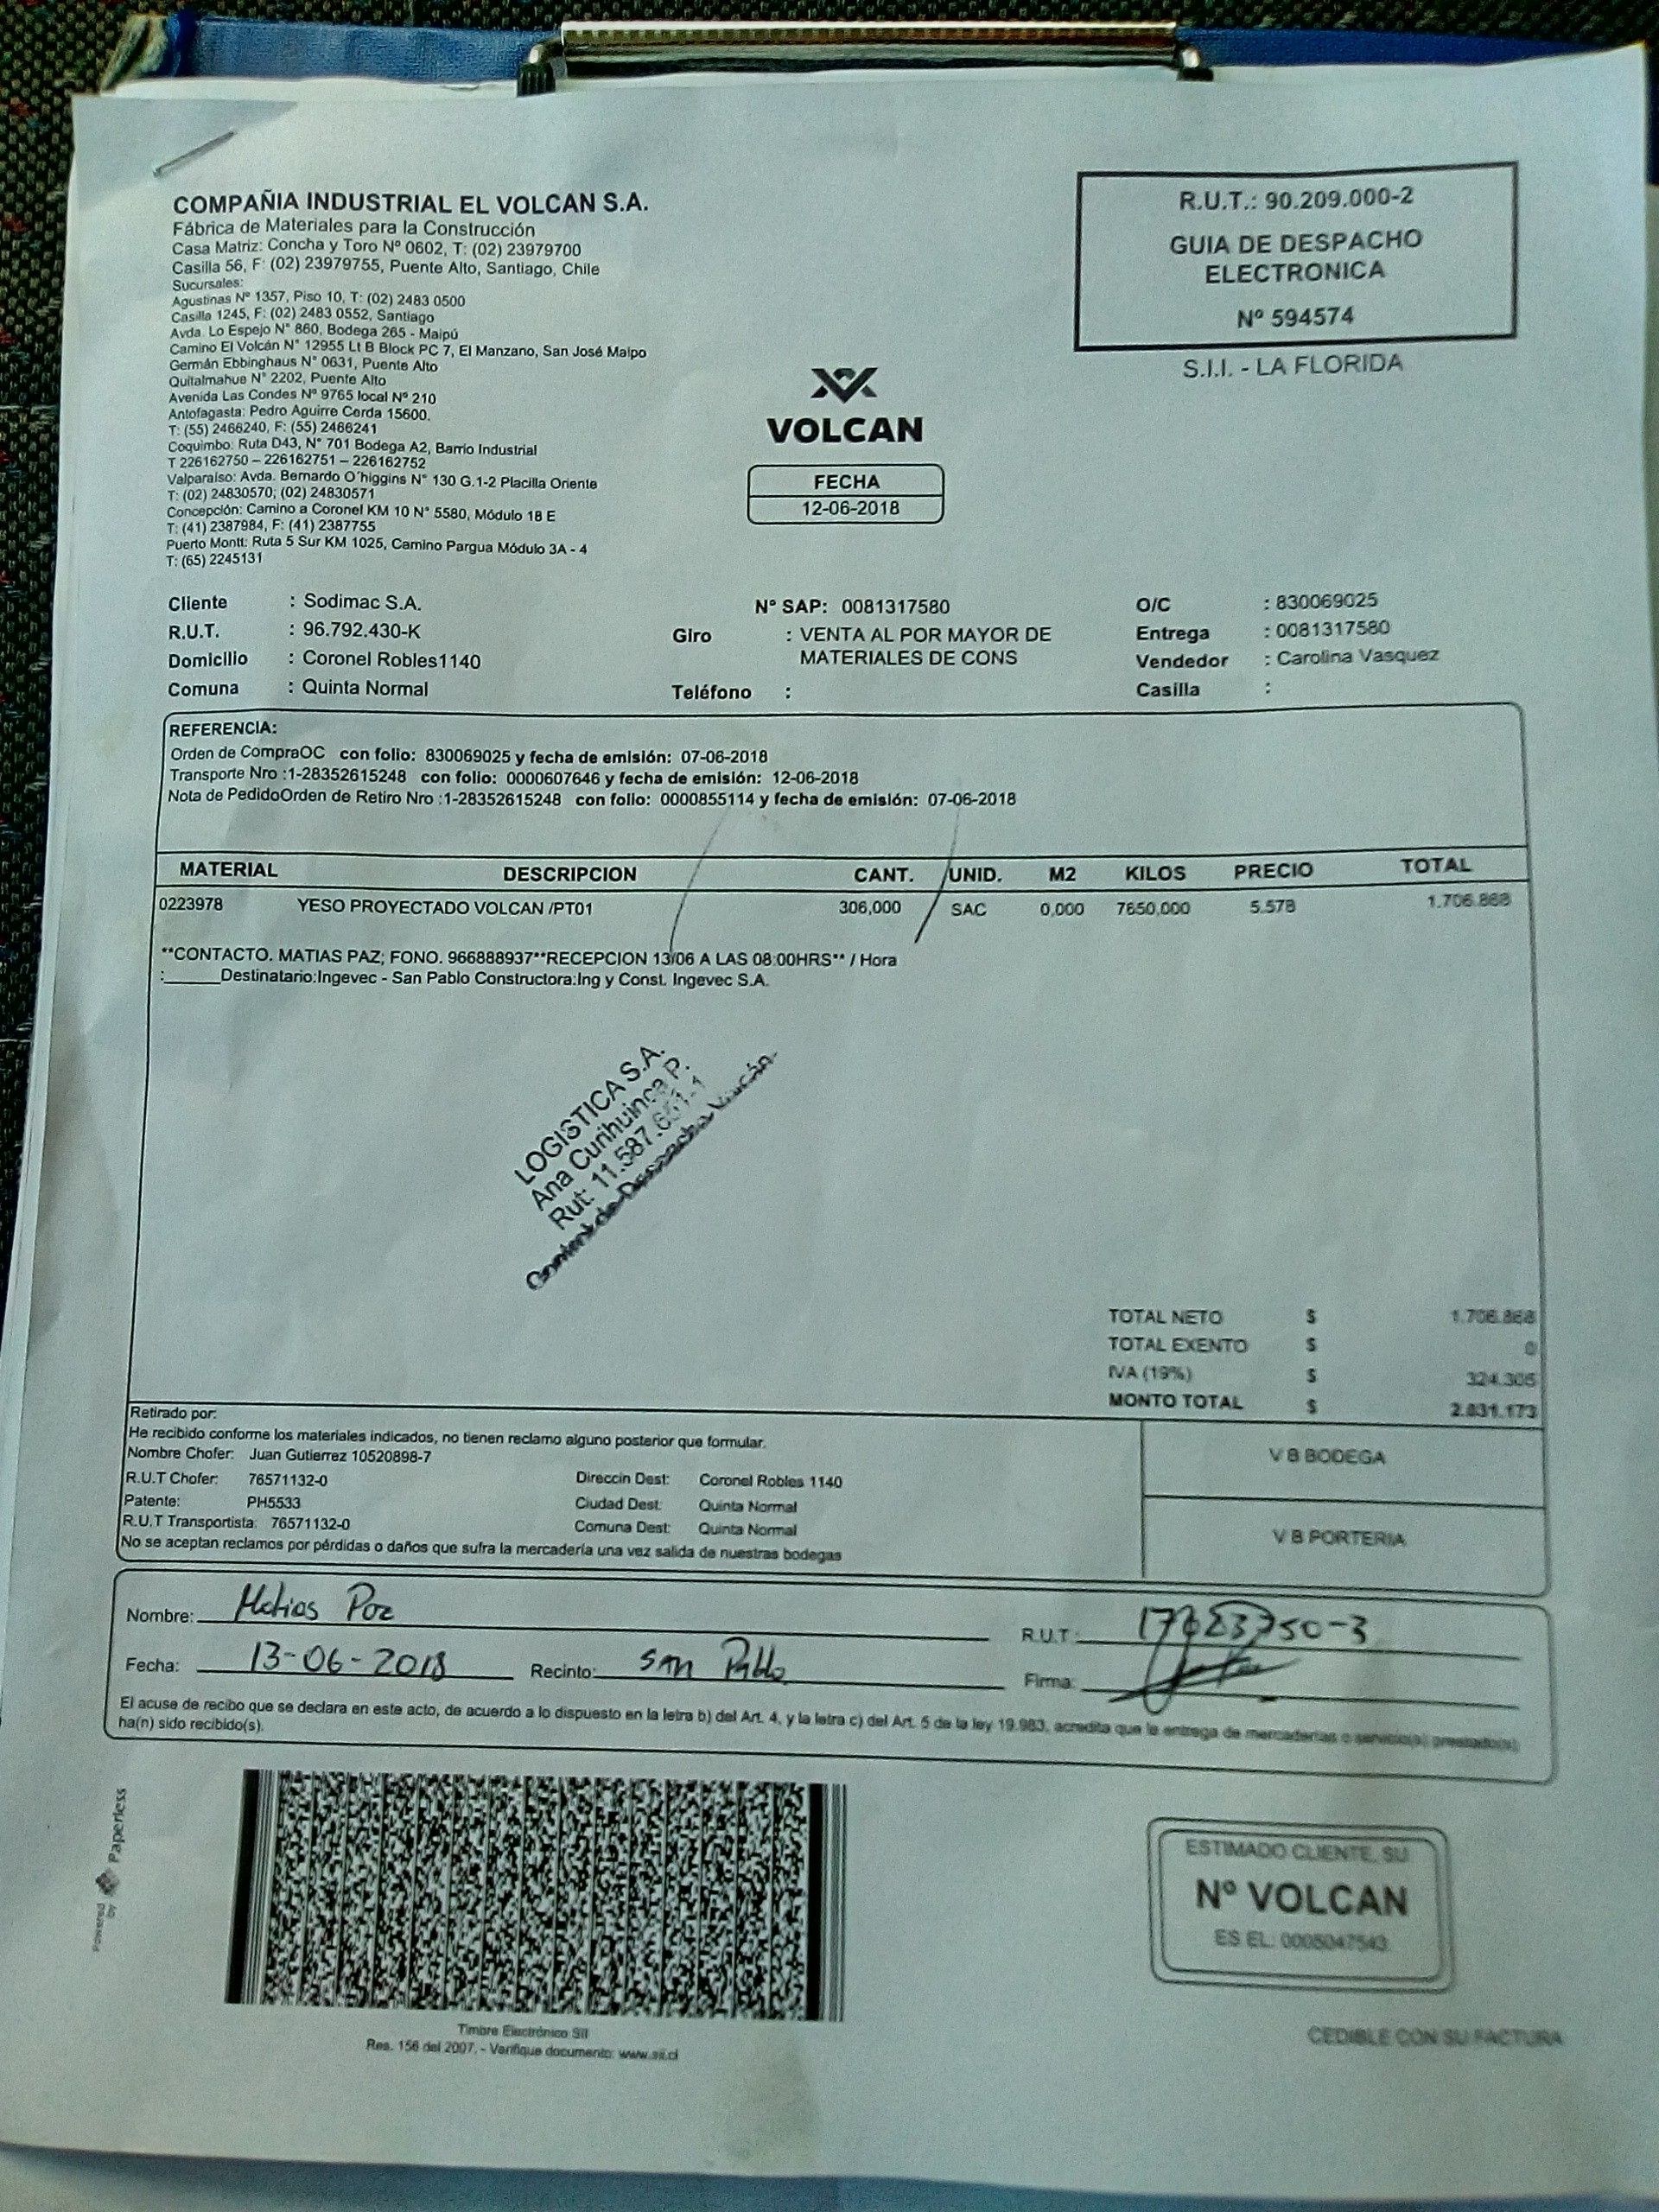 COMPAÑIA INDUSTRIAL EL VOLCAN S.A.
Fábrica de Materiales para la Construcción
Casa Matriz: Concha y Toro Nº 0602, T: (02) 23979700
Casilla 56, F: (02) 23979755, Puente Alto, Santiago, Chile
Sucursales:
Agustinas Nº 1357, Piso 10, T: (02) 2483 0500
Casilla 1245, F: (02) 2483 0552, Santiago
Avda. Lo Espejo N° 860, Bodega 265 - Maipú
Camino El Volcán N° 12955 Lt B Block PC 7, El Manzano, San José Maipo
Germán Ebbinghaus N° 0631, Puente Alto
Quitalmahue N° 2202, Puente Alto
Avenida Las Condes Nº 9765 local Nº 210
Antofagasta: Pedro Aguirre Cerda 15600.
T: (55) 2466240, F: (55) 2466241
Coquimbo: Ruta D43, N° 701 Bodega A2, Barrio Industrial
T 226162750 – 226162751 – 226162752
Valparaíso: Avda. Bernardo O´higgins N° 130 G.1-2 Placilla Oriente
T: (02) 24830570; (02) 24830571
Concepción: Camino a Coronel KM 10 N° 5580, Módulo 18 E
T: (41) 2387984, F: (41) 2387755
Puerto Montt: Ruta 5 Sur KM 1025, Camino Pargua Módulo 3A - 4
T: (65) 2245131
R.U.T.: 90.209.000-2
GUIA DE DESPACHO
ELECTRONICA
Nº 594574
S.I.I. - LA FLORIDA
VOLCAN
FECHA
12-06-2018
Cliente : Sodimac S.A. N° SAP: 0081317580 O/C : 830069025
R.U.T. : 96.792.430-K Giro : VENTA AL POR MAYOR DE Entrega : 0081317580
Domicilio : Coronel Robles1140 MATERIALES DE CONS Vendedor : Carolina Vasquez
Comuna : Quinta Normal Teléfono : Casilla :
REFERENCIA:
Orden de CompraOC con folio: 830069025 y fecha de emisión: 07-06-2018
Transporte Nro :1-28352615248 con folio: 0000607646 y fecha de emisión: 12-06-2018
Nota de PedidoOrden de Retiro Nro :1-28352615248 con folio: 0000855114 y fecha de emisión: 07-06-2018
MATERIAL DESCRIPCION CANT. UNID. M2 KILOS PRECIO TOTAL
0223978 YESO PROYECTADO VOLCAN /PT01 306,000 SAC 0,000 7650,000 5.578 1.706.868
**CONTACTO. MATIAS PAZ; FONO. 966888937**RECEPCION 13/06 A LAS 08:00HRS** / Hora
:______Destinatario:Ingevec - San Pablo Constructora:Ing y Const. Ingevec S.A.
LOGISTICA S.A.
Ana Curihuinca P.
Rut: 11.587.
Despacho Volcán
TOTAL NETO $ 1.706.868
TOTAL EXENTO $ 0
IVA (19%) $ 324.305
MONTO TOTAL $ 2.031.173
Retirado por:
He recibido conforme los materiales indicados, no tienen reclamo alguno posterior que formular.
Nombre Chofer: Juan Gutierrez 10520898-7
R.U.T Chofer: 76571132-0 Direccin Dest: Coronel Robles 1140
Patente: PH5533 Ciudad Dest: Quinta Normal
R.U.T Transportista: 76571132-0 Comuna Dest: Quinta Normal
No se aceptan reclamos por pérdidas o daños que sufra la mercadería una vez salida de nuestras bodegas
V B BODEGA
V B PORTERIA
Nombre: Matias Paz R.U.T: 17623750-3
Fecha: 13-06-2018 Recinto: San Pablo Firma:
El acuse de recibo que se declara en este acto, de acuerdo a lo dispuesto en la letra b) del Art. 4, y la letra c) del Art. 5 de la ley 19.983, acredita que la entrega de mercaderias o servicio(s) prestado(s)
ha(n) sido recibido(s).
Powered by Paperless
Timbre Electrónico SII
Res. 156 del 2007. - Verifique documento: www.sii.cl
ESTIMADO CLIENTE, SU
Nº VOLCAN
ES EL: 0005047543
CEDIBLE CON SU FACTURA